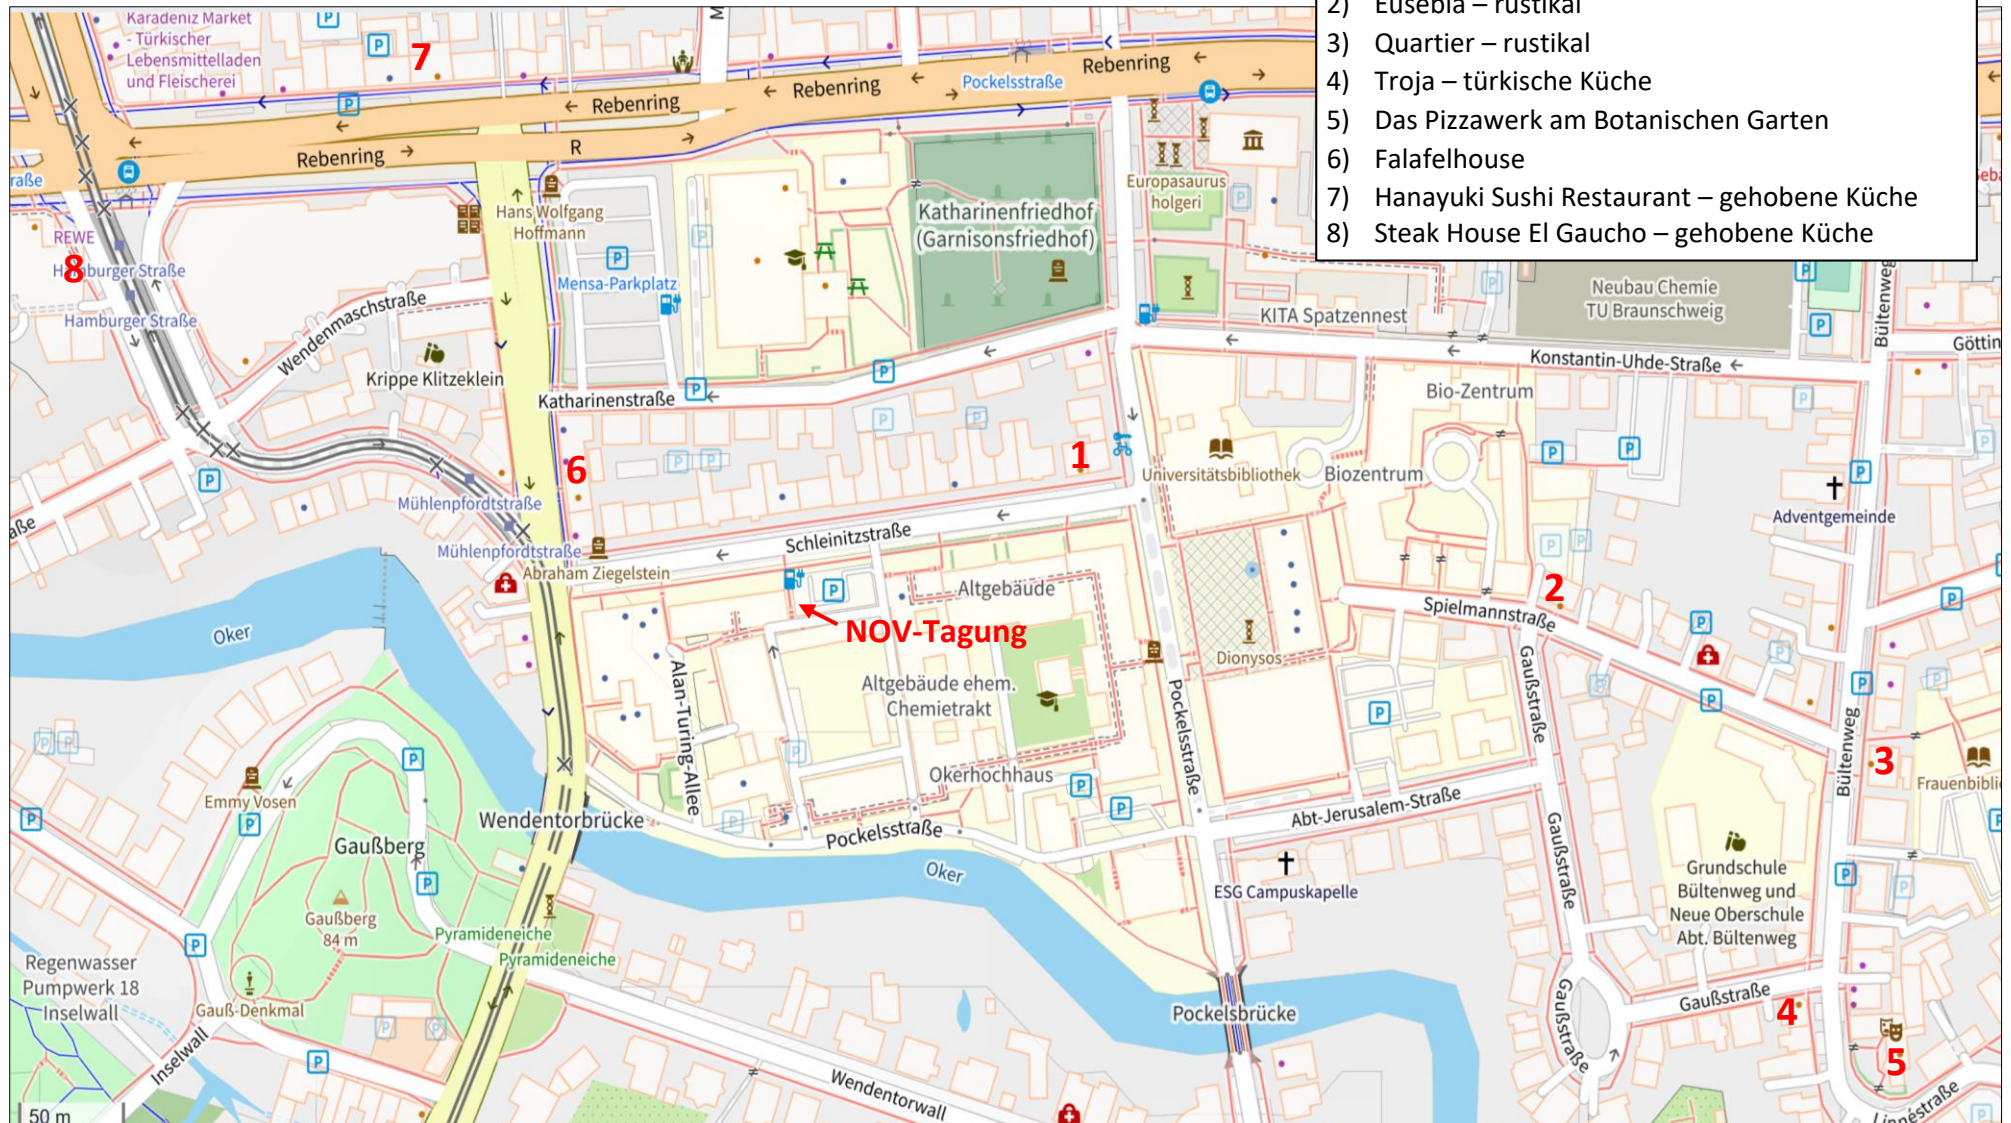 2) Eusebia – rustikal
3) Quartier – rustikal
4) Troja – türkische Küche
5) Das Pizzawerk am Botanischen Garten
6) Falafelhouse
7) Hanayuki Sushi Restaurant – gehobene Küche
8) Steak House El Gaucho – gehobene Küche
Karadeniz Market
- Türkischer
Lebensmittelladen
und Fleischerei
7
Rebenring
Rebenring
Pockelsstraße
Rebenring
Rebenring
R
raße
REWE
8
Hamburger Straße
Hamburger Straße
Wendenmaschstraße
Krippe Klitzeklein
Hans Wolfgang
Hoffmann
Mensa-Parkplatz
Katharinenfriedhof
(Garnisonsfriedhof)
Europasaurus
holgeri
KITA Spatzennest
Neubau Chemie
TU Braunschweig
Bültenweg
Göttin
Konstantin-Uhde-Straße
Katharinenstraße
Bio-Zentrum
1
6
Universitätsbibliothek
Biozentrum
Mühlenpfordtstraße
Mühlenpfordtstraße
Adventgemeinde
aße
Schleinitzstraße
Abraham Ziegelstein
Altgebäude
2
Spielmannstraße
Oker
NOV-Tagung
Dionysos
Alan-Turing-Allee
Altgebäude ehem.
Chemietrakt
Pockelsstraße
Gaußstraße
Bültenweg
3
Frauenbiblio
Okerhochhaus
Emmy Vosen
Wendentorbrücke
Pockelsstraße
Abt-Jerusalem-Straße
Gaußberg
Oker
ESG Campuskapelle
Gaußstraße
Grundschule
Bültenweg und
Neue Oberschule
Abt. Bültenweg
Gaußberg
84 m
Pyramideneiche
Pyramideneiche
Regenwasser
Pumpwerk 18
Inselwall
Gauß-Denkmal
Pockelsbrücke
Gaußstraße
Gaußstraße
4
5
Inselwall
Wendentorwall
Linnéstraße
50 m